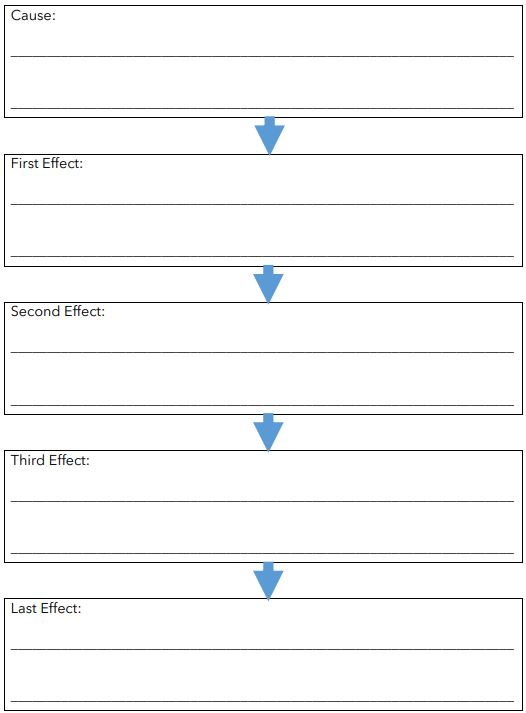 Cause:
First Effect:
Second Effect:
Third Effect:
Last Effect: